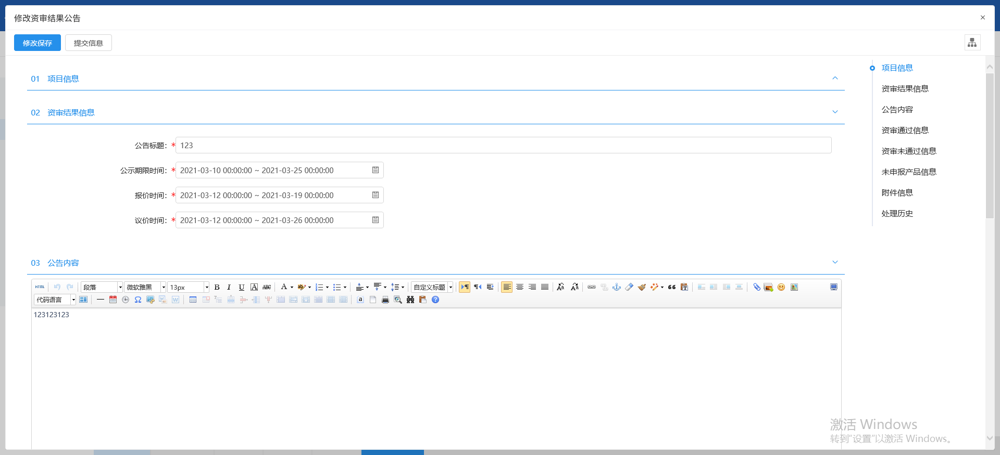 修改资审结果公告
修改保存 提交信息
01 项目信息
02 资审结果信息
公告标题：*123
公示期限时间：*2021-03-10 00:00:00 ~ 2021-03-25 00:00:00
报价时间：*2021-03-12 00:00:00 ~ 2021-03-19 00:00:00
议价时间：*2021-03-12 00:00:00 ~ 2021-03-26 00:00:00
03 公告内容
HTML 段落 微软雅黑 13px B I U A ABC A ab 自定义标题
代码语言
123123123
项目信息
资审结果信息
公告内容
资审通过信息
资审未通过信息
未申报产品信息
附件信息
处理历史
激活 Windows
转到"设置"以激活 Windows。